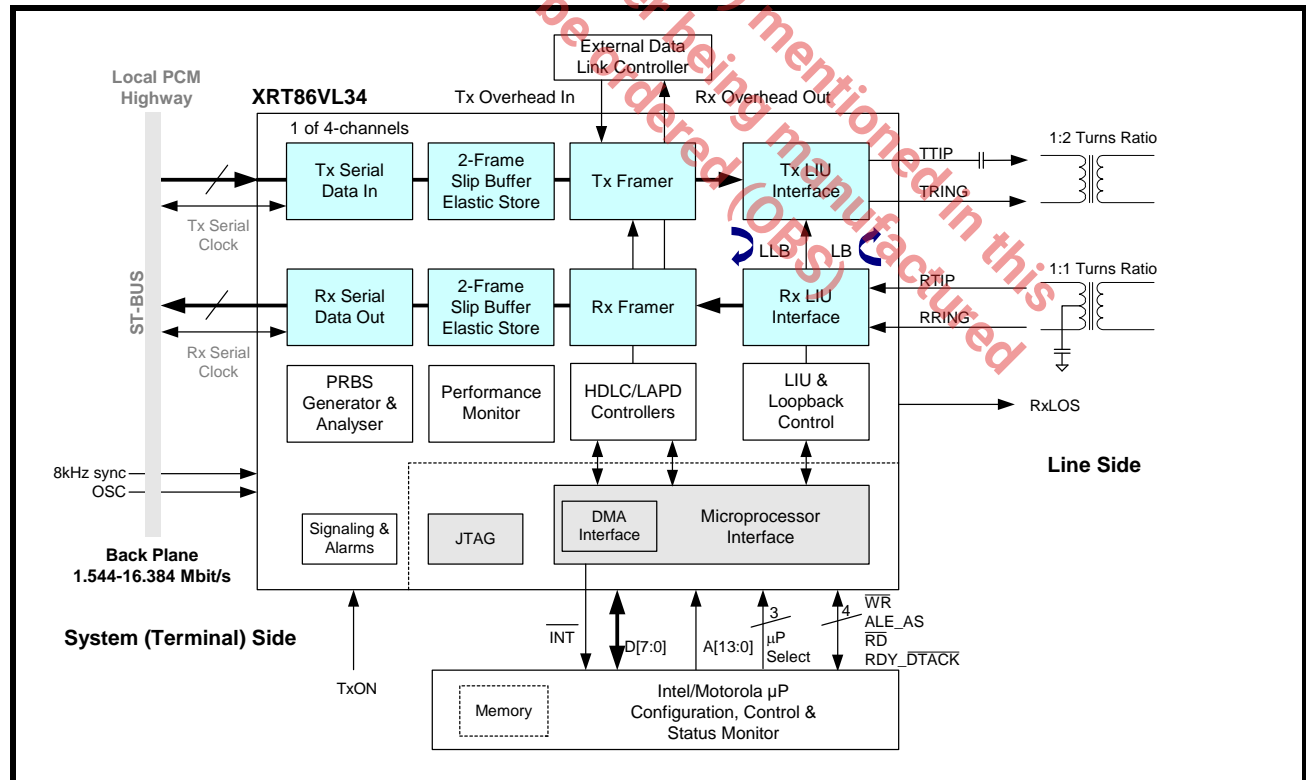 ) mentioned in this
er being manufactured
be ordered (OBS)
External Data
Link Controller
Local PCM
Highway
XRT86VL34
Tx Overhead In
Rx Overhead Out
1 of 4-channels
Tx Serial
Data In
2-Frame
Slip Buffer
Elastic Store
Tx Framer
Tx LIU
Interface
TTIP
TRING
1:2 Turns Ratio
Tx Serial
Clock
ST-BUS
LLB
LB
Rx Serial
Data Out
2-Frame
Slip Buffer
Elastic Store
Rx Framer
Rx LIU
Interface
RTIP
RRING
1:1 Turns Ratio
Rx Serial
Clock
PRBS
Generator &
Analyser
Performance
Monitor
HDLC/LAPD
Controllers
LIU &
Loopback
Control
RxLOS
Line Side
8kHz sync
OSC
Signaling &
Alarms
JTAG
DMA
Interface
Microprocessor
Interface
Back Plane
1.544-16.384 Mbit/s
System (Terminal) Side
TxON
INT
D[7:0]
A[13:0]
3
µP
Select
4
WR
ALE_AS
RD
RDY_DTACK
Memory
Intel/Motorola µP
Configuration, Control &
Status Monitor